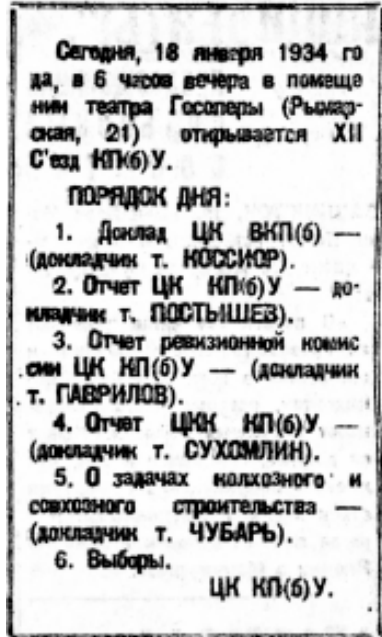 Сегодня, 18 января 1934 го
да, в 6 часов вечера в помеще
нии театра Госоперы (Рымар-
ская, 21) открывается XII
С'езд КП(б)У.
ПОРЯДОК ДНЯ:
1. Доклад ЦК ВКП(б) —
(докладчик т. КОССИОР).
2. Отчет ЦК КП(б)У — до-
кладчик т. ПОСТЫШЕВ).
3. Отчет ревизионной комис
сии ЦК КП(б)У — (докладчик
т. ГАВРИЛОВ).
4. Отчет ЦКК КП(б)У —
(докладчик т. СУХОМЛИН).
5. О задачах колхозного и
совхозного строительства —
(докладчик т. ЧУБАРЬ).
6. Выборы.
ЦК КП(б)У.